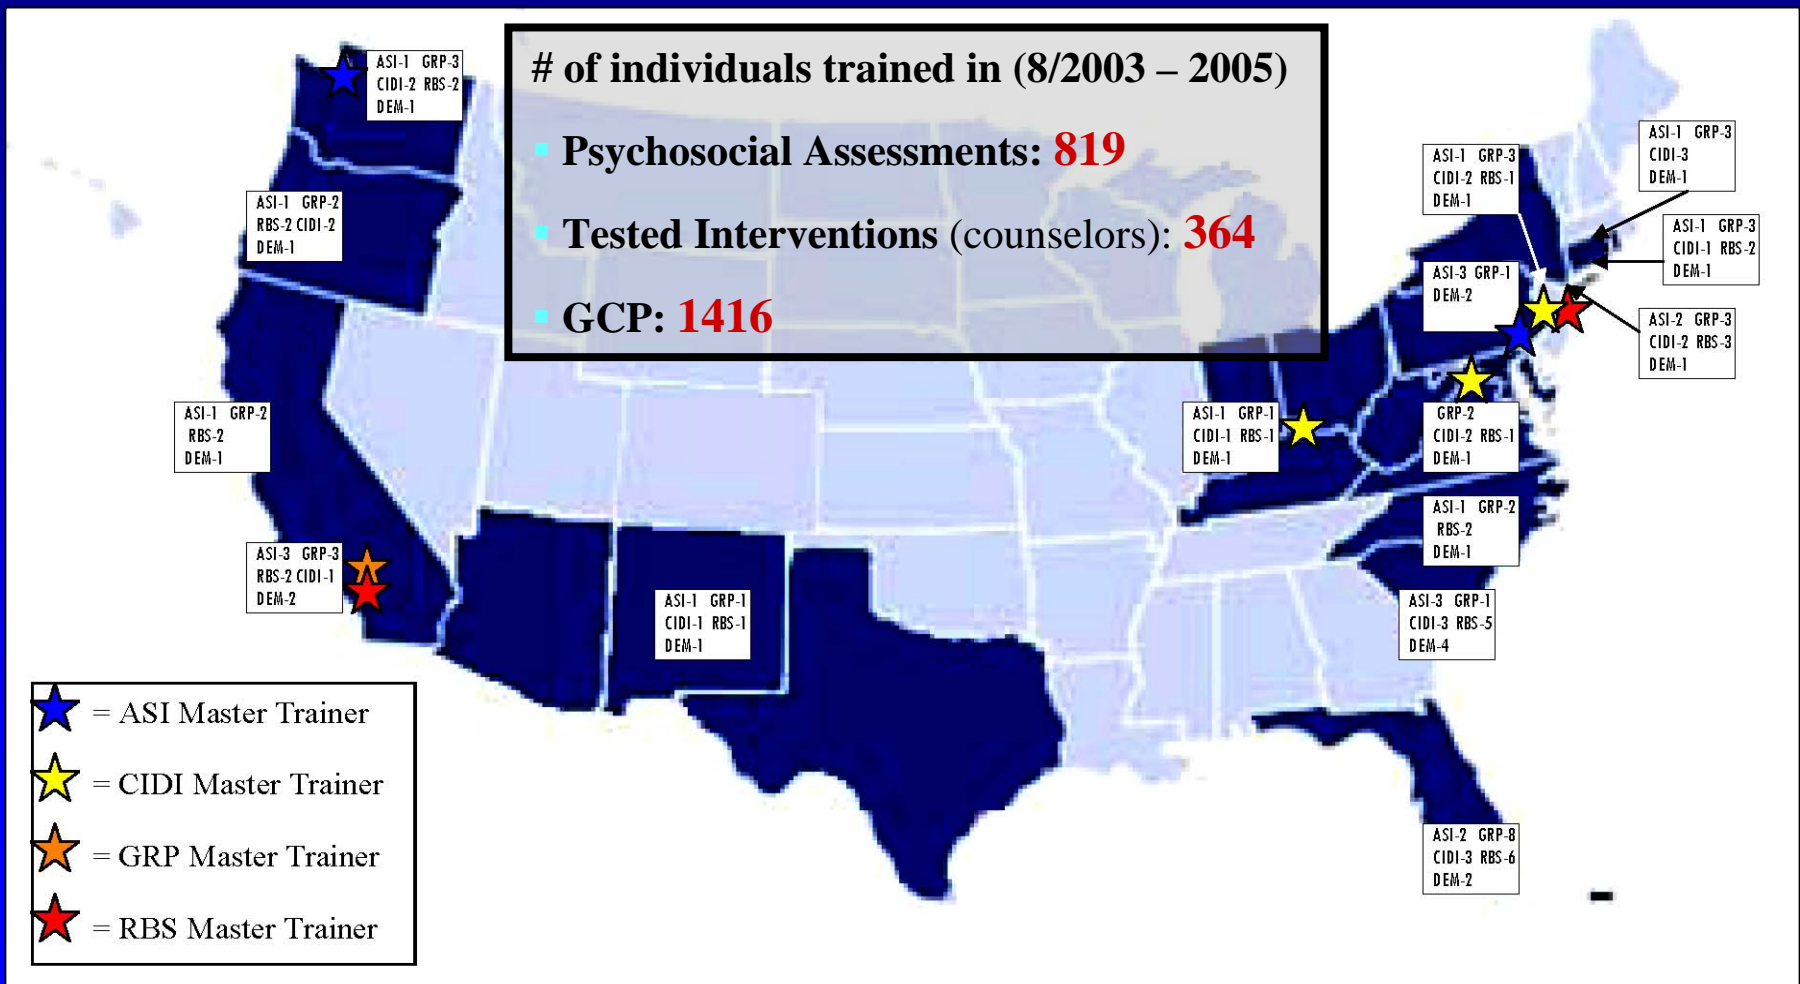 # of individuals trained in (8/2003 – 2005)
Psychosocial Assessments: 819
Tested Interventions (counselors): 364
GCP: 1416
ASI-1 GRP-3
CIDI-2 RBS-2
DEM-1
ASI-1 GRP-2
RBS-2 CIDI-2
DEM-1
ASI-1 GRP-2
RBS-2
DEM-1
ASI-3 GRP-3
RBS-2 CIDI-1
DEM-2
ASI-1 GRP-1
CIDI-1 RBS-1
DEM-1
ASI-1 GRP-3
CIDI-2 RBS-1
DEM-1
ASI-1 GRP-3
CIDI-3
DEM-1
ASI-1 GRP-3
CIDI-1 RBS-2
DEM-1
ASI-3 GRP-1
DEM-2
ASI-2 GRP-3
CIDI-2 RBS-3
DEM-1
ASI-1 GRP-1
CIDI-1 RBS-1
DEM-1
GRP-2
CIDI-2 RBS-1
DEM-1
ASI-1 GRP-2
RBS-2
DEM-1
ASI-3 GRP-1
CIDI-3 RBS-5
DEM-4
ASI-2 GRP-8
CIDI-3 RBS-6
DEM-2
= ASI Master Trainer
= CIDI Master Trainer
= GRP Master Trainer
= RBS Master Trainer